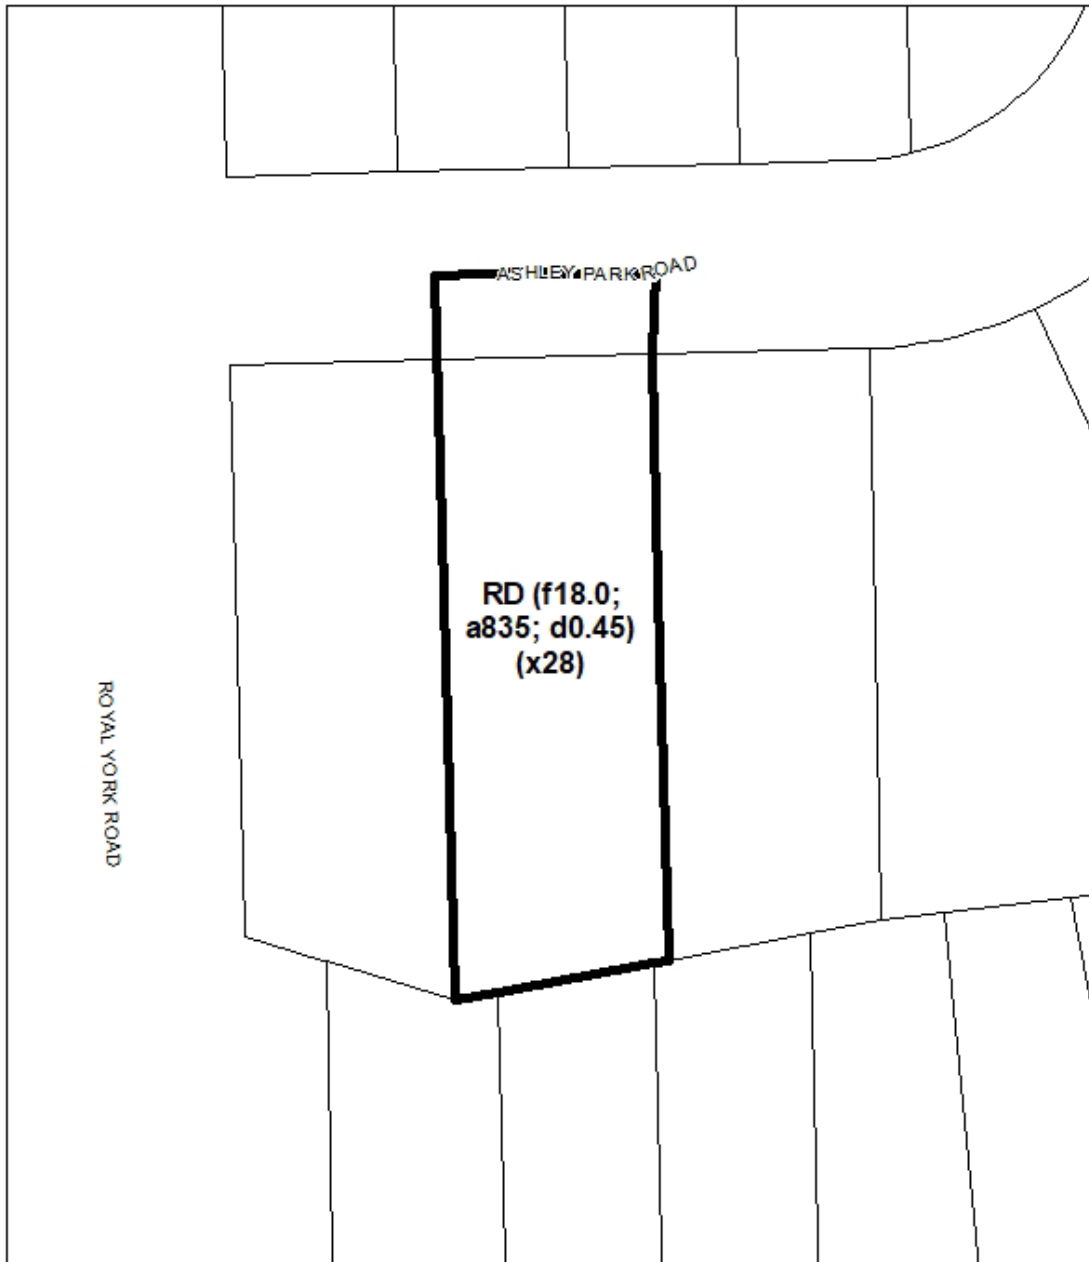 ASHLEY PARK ROAD
RD (f18.0;
a835; d0.45)
(x28)
ROYAL YORK ROAD